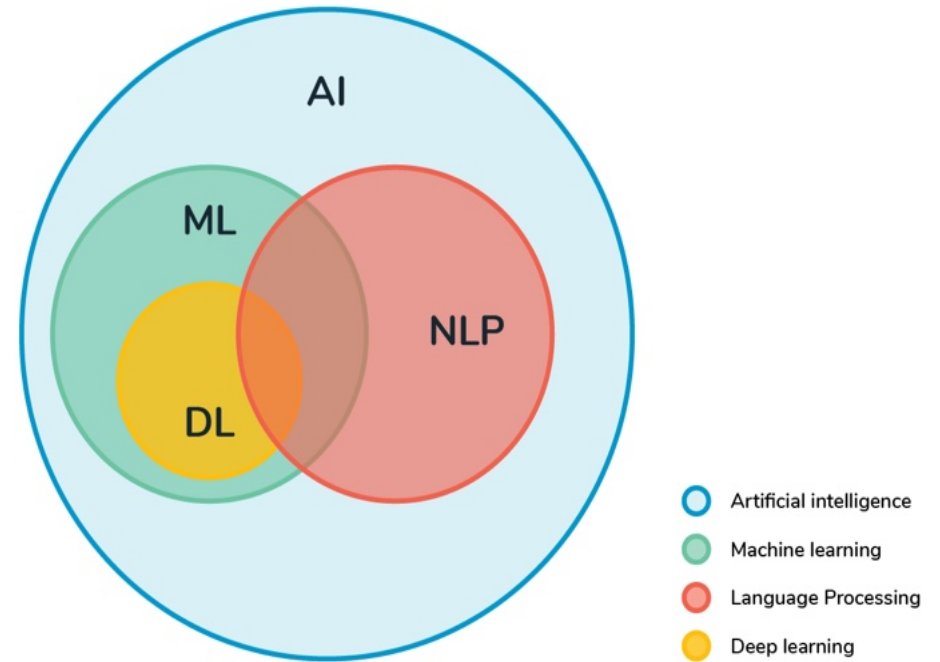 AI
ML
NLP
DL
Artificial intelligence
Machine learning
Language Processing
Deep learning